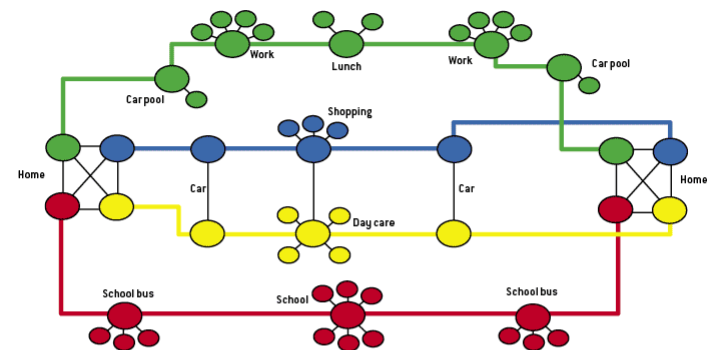 Work
Lunch
Work
Car pool
Car pool
Shopping
Home
Car
Car
Home
Day care
School bus
School
School bus